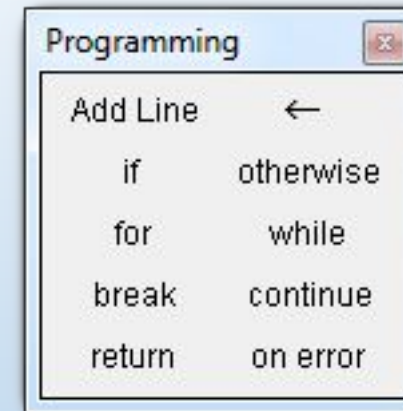 Programming
Add Line ←
if otherwise
for while
break continue
return on error